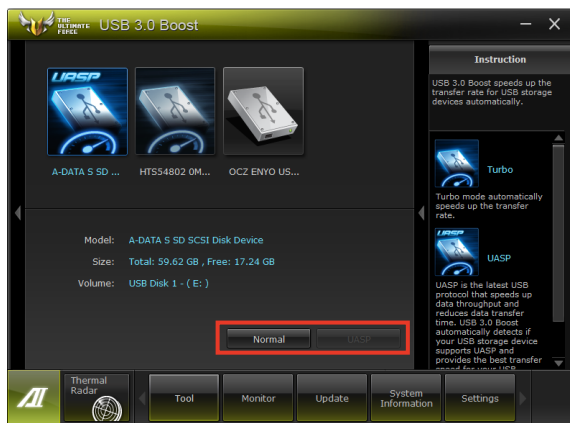 THE
ULTIMATE
FORCE
USB 3.0 Boost
UASP
A-DATA S SD ...
HTS54802 0M...
OCZ ENYO US...
Model: A-DATA S SD SCSI Disk Device
Size: Total: 59.62 GB , Free: 17.24 GB
Volume: USB Disk 1 - ( E: )
Normal
UASP
Instruction
USB 3.0 Boost speeds up the
transfer rate for USB storage
devices automatically.
Turbo
Turbo mode automatically
speeds up the transfer
rate.
UASP
UASP
UASP is the latest USB
protocol that speeds up
data throughput and
reduces data transfer
time. USB 3.0 Boost
automatically detects if
your USB storage device
supports UASP and
provides the best transfer
speed for your USB
AI
Thermal
Radar
Tool
Monitor
Update
System
Information
Settings